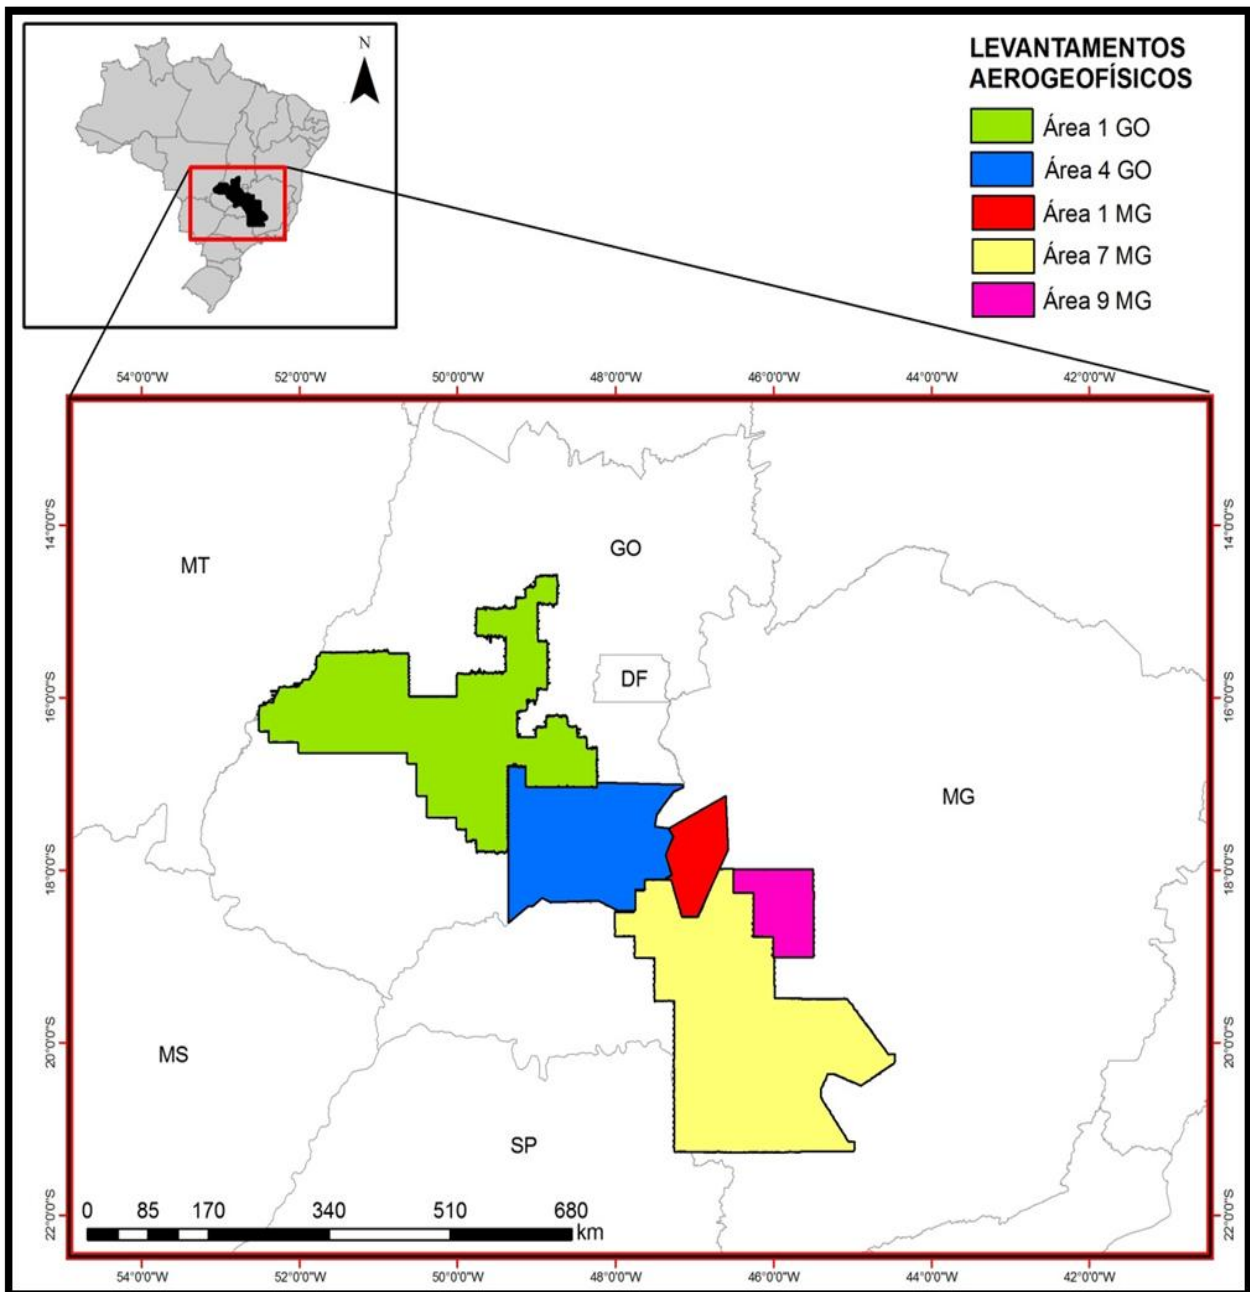 N
LEVANTAMENTOS
AEROGEOFÍSICOS
Área 1 GO
Área 4 GO
Área 1 MG
Área 7 MG
Área 9 MG
54°0'0"W 52°0'0"W 50°0'0"W 48°0'0"W 46°0'0"W 44°0'0"W 42°0'0"W
14°0'0"S 14°0'0"S
GO
MT
DF
16°0'0"S 16°0'0"S
MG
18°0'0"S 18°0'0"S
20°0'0"S 20°0'0"S
MS
SP
22°0'0"S 22°0'0"S
0 85 170 340 510 680
km
54°0'0"W 52°0'0"W 50°0'0"W 48°0'0"W 46°0'0"W 44°0'0"W 42°0'0"W